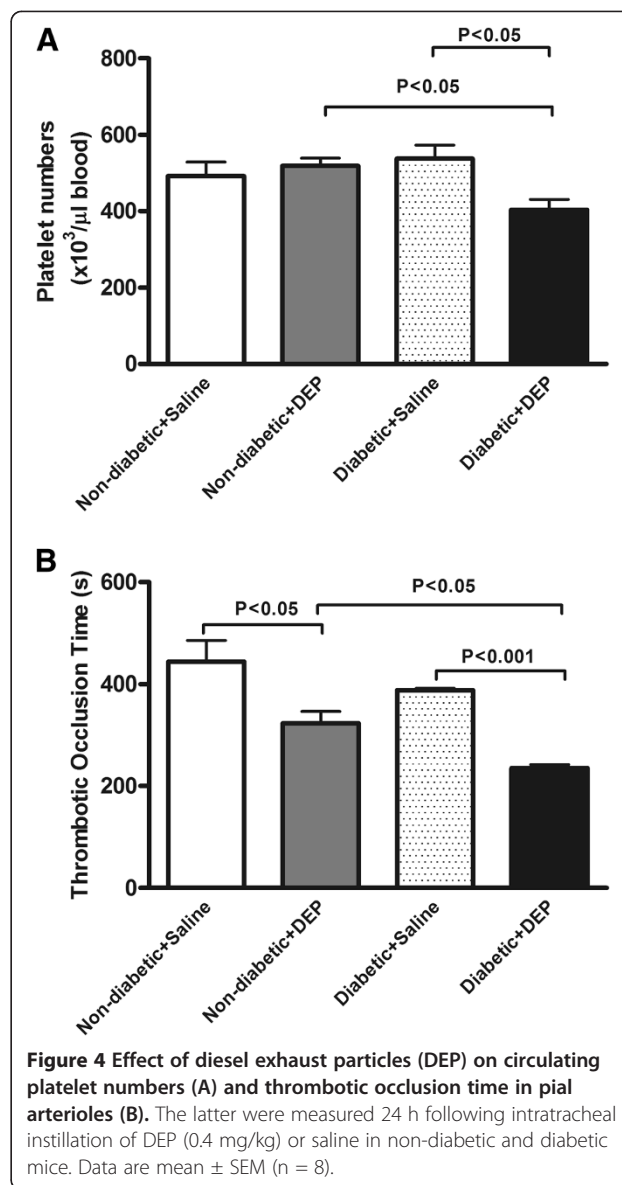 A
P<0.05
P<0.05
Platelet numbers
(x10³/µl blood)
800
600
400
200
0
Non-diabetic+Saline
Non-diabetic+DEP
Diabetic+Saline
Diabetic+DEP
B
P<0.05
P<0.05
P<0.001
Thrombotic Occlusion Time (s)
600
400
200
0
Non-diabetic+Saline
Non-diabetic+DEP
Diabetic+Saline
Diabetic+DEP
Figure 4 Effect of diesel exhaust particles (DEP) on circulating
platelet numbers (A) and thrombotic occlusion time in pial
arterioles (B). The latter were measured 24 h following intratracheal
instillation of DEP (0.4 mg/kg) or saline in non-diabetic and diabetic
mice. Data are mean ± SEM (n = 8).